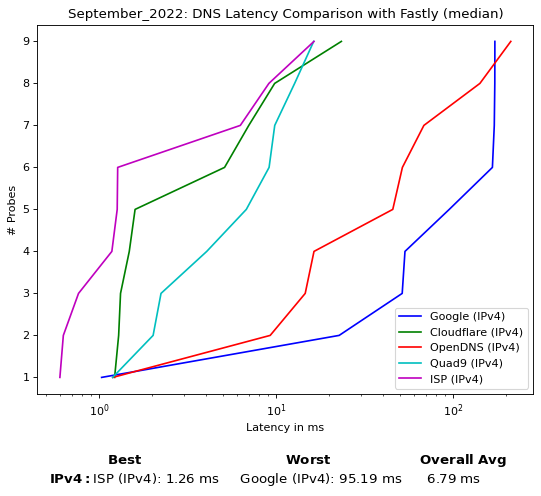 September_2022: DNS Latency Comparison with Fastly (median)
9
8
7
6
5
4
3
2
1
# Probes
Google (IPv4)
Cloudflare (IPv4)
OpenDNS (IPv4)
Quad9 (IPv4)
ISP (IPv4)
10⁰ 10¹ 10²
Latency in ms
Best Worst Overall Avg
IPv4: ISP (IPv4): 1.26 ms Google (IPv4): 95.19 ms 6.79 ms